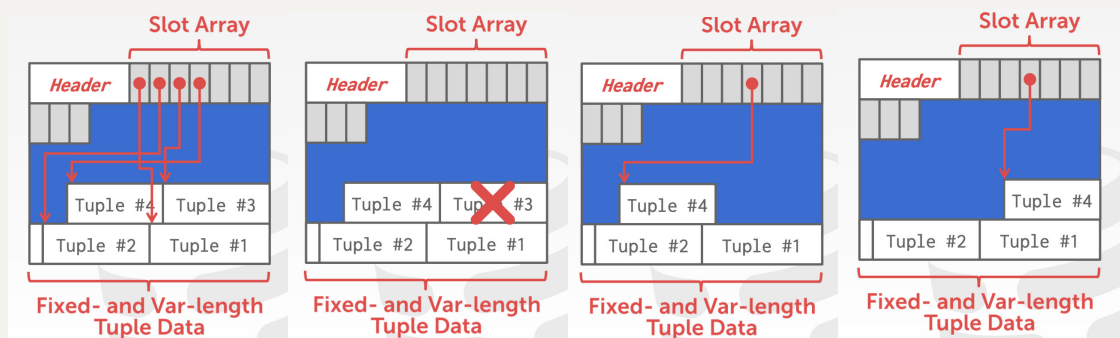 Slot Array
Header
Tuple #4 Tuple #3
Tuple #2 Tuple #1
Fixed- and Var-length
Tuple Data
Slot Array
Header
Tuple #4 Tuple #3
Tuple #2 Tuple #1
Fixed- and Var-length
Tuple Data
Slot Array
Header
Tuple #4
Tuple #2 Tuple #1
Fixed- and Var-length
Tuple Data
Slot Array
Header
Tuple #4
Tuple #2 Tuple #1
Fixed- and Var-length
Tuple Data